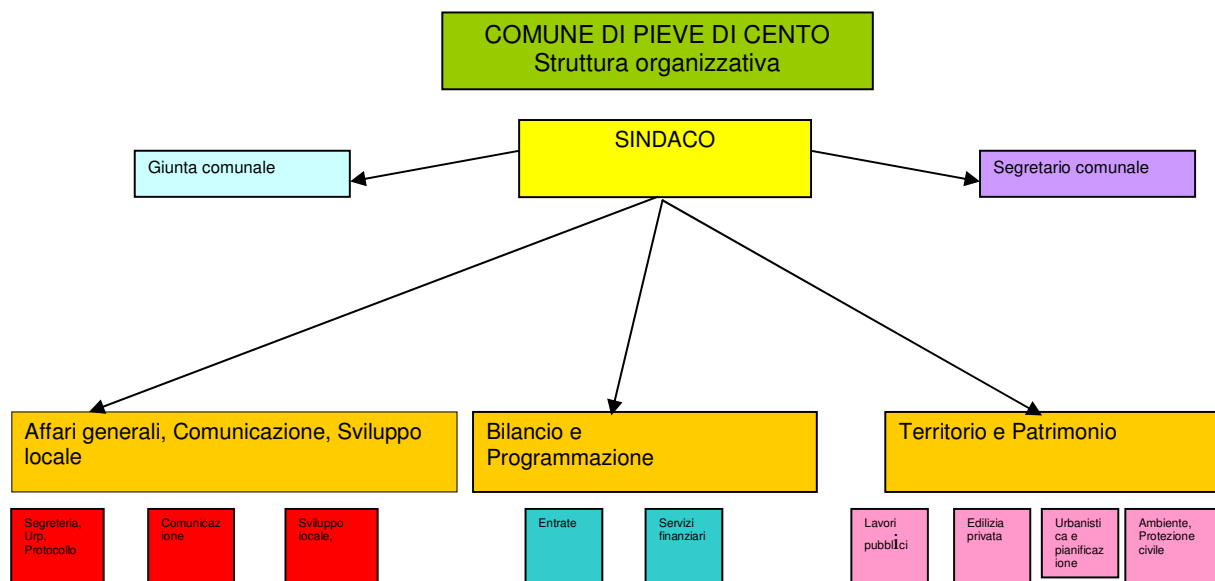 COMUNE DI PIEVE DI CENTO
Struttura organizzativa
SINDACO
Giunta comunale
Segretario comunale
Affari generali, Comunicazione, Sviluppo
locale
Bilancio e
Programmazione
Territorio e Patrimonio
Segreteria,
Urp,
Protocollo
Comunicaz
ione
Sviluppo
locale,
Entrate
Servizi
finanziari
Lavori
pubblici
Edilizia
privata
Urbanisti
ca e
pianificaz
ione
Ambiente,
Protezione
civile